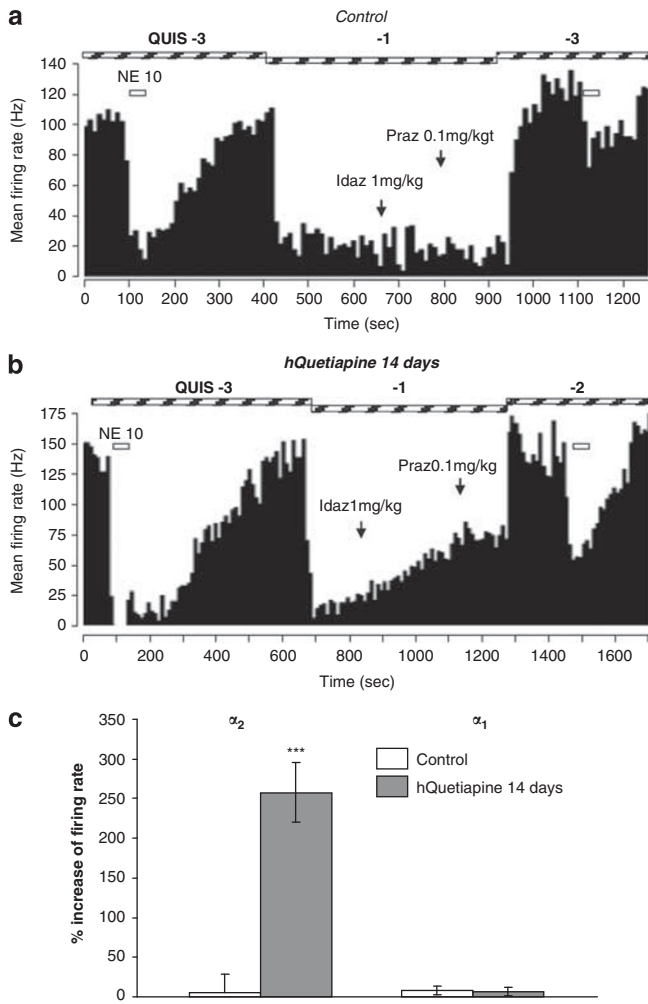 a
Control
QUIS -3
-1
-3
NE 10
Praz 0.1mg/kgt
Idaz 1mg/kg
Mean firing rate (Hz)
140
120
100
80
60
40
20
0
0 100 200 300 400 500 600 700 800 900 1000 1100 1200
Time (sec)
b
hQuetiapine 14 days
QUIS -3
-1
-2
NE 10
Praz0.1mg/kg
Idaz1mg/kg
Mean firing rate (Hz)
175
150
125
100
75
50
25
0
0 200 400 600 800 1000 1200 1400 1600
Time (sec)
c
α₂
α₁
***
Control
hQuetiapine 14 days
% increase of firing rate
350
300
250
200
150
100
50
0